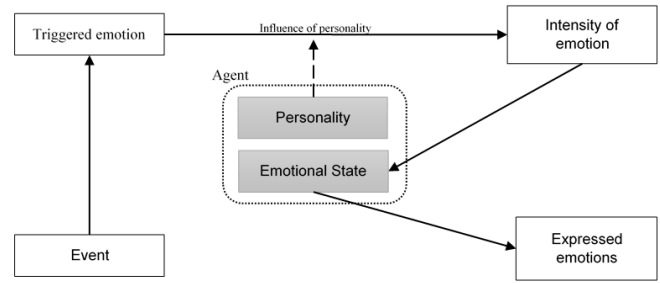 Triggered emotion
Influence of personality
Intensity of
emotion
Agent
Personality
Emotional State
Event
Expressed
emotions